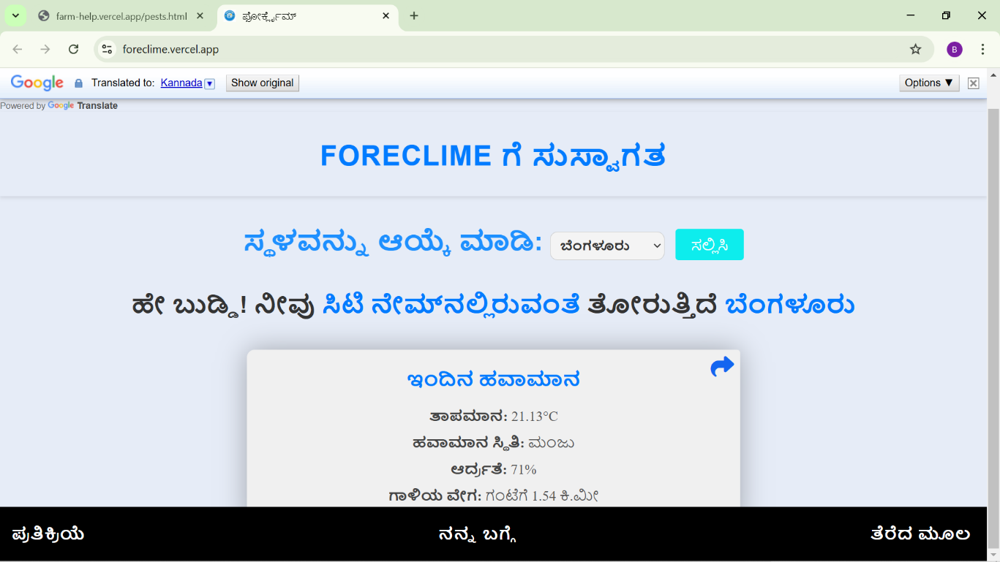 farm-help.vercel.app/pests.html
ಫೋರ್ಕ್ಲೈಮ್
foreclime.vercel.app
B
Google Translated to: Kannada Show original Options ▼
Powered by Google Translate
FORECLIME ಗೆ ಸುಸ್ವಾಗತ
ಸ್ಥಳವನ್ನು ಆಯ್ಕೆ ಮಾಡಿ: ಬೆಂಗಳೂರು ಸಲ್ಲಿಸಿ
ಹೇ ಬುಡ್ಡಿ! ನೀವು ಸಿಟಿ ನೇಮ್‌ನಲ್ಲಿರುವಂತೆ ತೋರುತ್ತಿದೆ ಬೆಂಗಳೂರು
ಇಂದಿನ ಹವಾಮಾನ
ತಾಪಮಾನ: 21.13°C
ಹವಾಮಾನ ಸ್ಥಿತಿ: ಮಂಜು
ಆರ್ದ್ರತೆ: 71%
ಗಾಳಿಯ ವೇಗ: ಗಂಟೆಗೆ 1.54 ಕಿ.ಮೀ
ಪ್ರತಿಕ್ರಿಯೆ ನನ್ನ ಬಗ್ಗೆ ತೆರೆದ ಮೂಲ